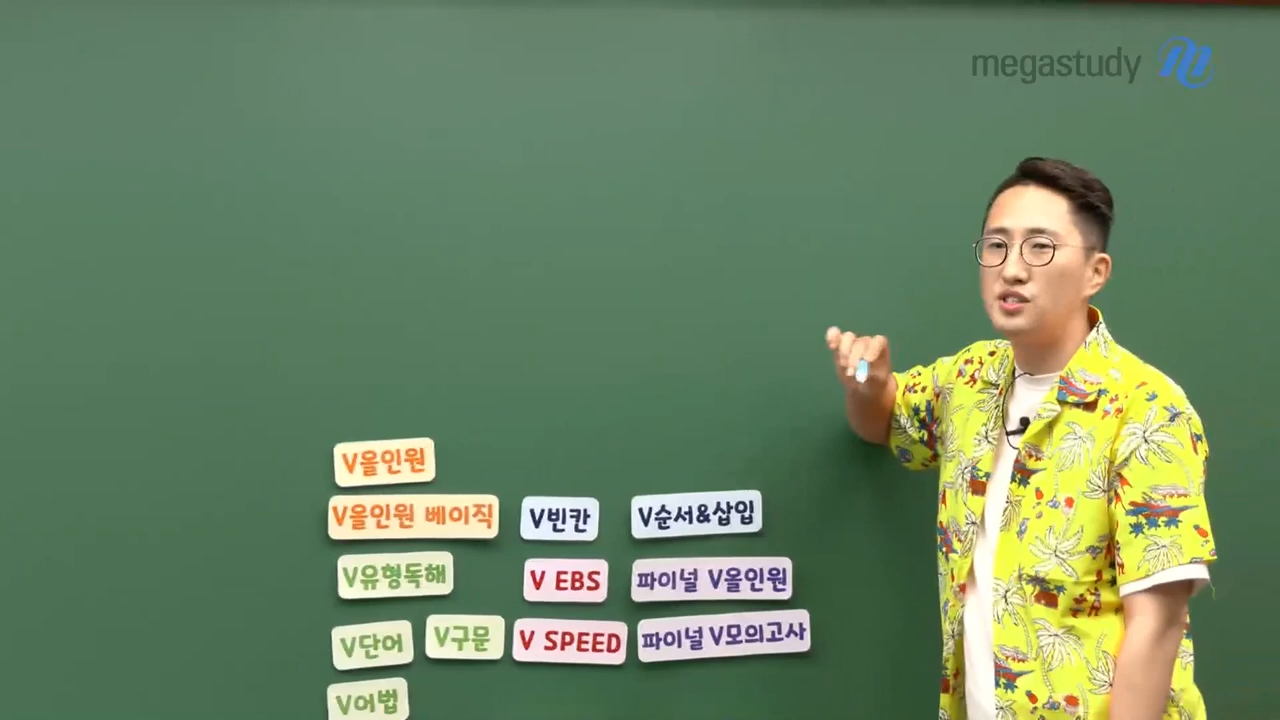 megastudy
V올인원
V올인원 베이직
V빈칸
V순서&삽입
V유형독해
V EBS
파이널 V올인원
V단어
V구문
V SPEED
파이널 V모의고사
V어법